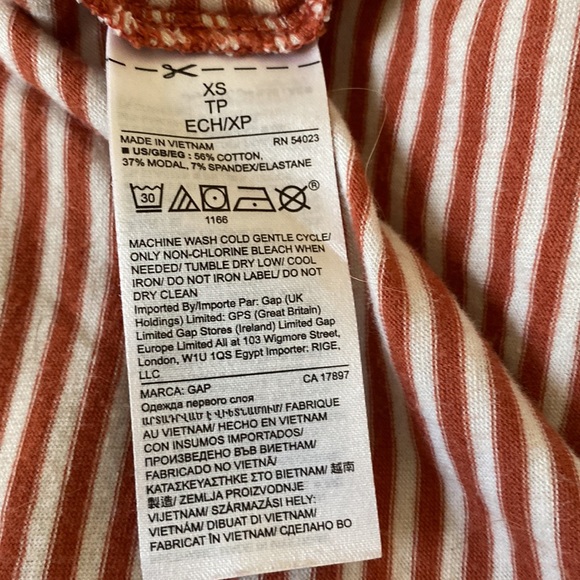 XS
TP
ECH/XP
MADE IN VIETNAM RN 54023
■ US/GB/EG: 56% COTTON,
37% MODAL, 7% SPANDEX/ELASTANE
30
®
1166
MACHINE WASH COLD GENTLE CYCLE/
ONLY NON-CHLORINE BLEACH WHEN
NEEDED/ TUMBLE DRY LOW/ COOL
IRON/ DO NOT IRON LABEL/ DO NOT
DRY CLEAN
Imported By/Importe Par: Gap (UK
Holdings) Limited: GPS (Great Britain)
Limited Gap Stores (Ireland) Limited Gap
Europe Limited All at 103 Wigmore Street,
London, W1U 1QS Egypt Importer: RIGE,
LLC
MARCA: GAP CA 17897
Одежда первого слоя
ԱՐՏԱԴՐՎԱԾ Է ՎԻԵՏՆԱՄՈՒՄ/ FABRIQUÉ
AU VIETNAM/ HECHO EN VIETNAM
CON INSUMOS IMPORTADOS/
ПРОИЗВЕДЕНО ВЪВ ВИЕТНАМ/
FABRICADO NO VIETNÃ/
ΚΑΤΑΣΚΕΥΑΣΤΗΚΕ ΣΤΟ ΒΙΕΤΝΑΜ/ 越南
製造/ ZEMLJA PROIZVODNJE
VIJETNAM/ SZÁRMAZÁSI HELY:
VIETNÁM/ DIBUAT DI VIETNAM/
FABBRICATO IN VIETNAM/ СДЕЛАНО ВО